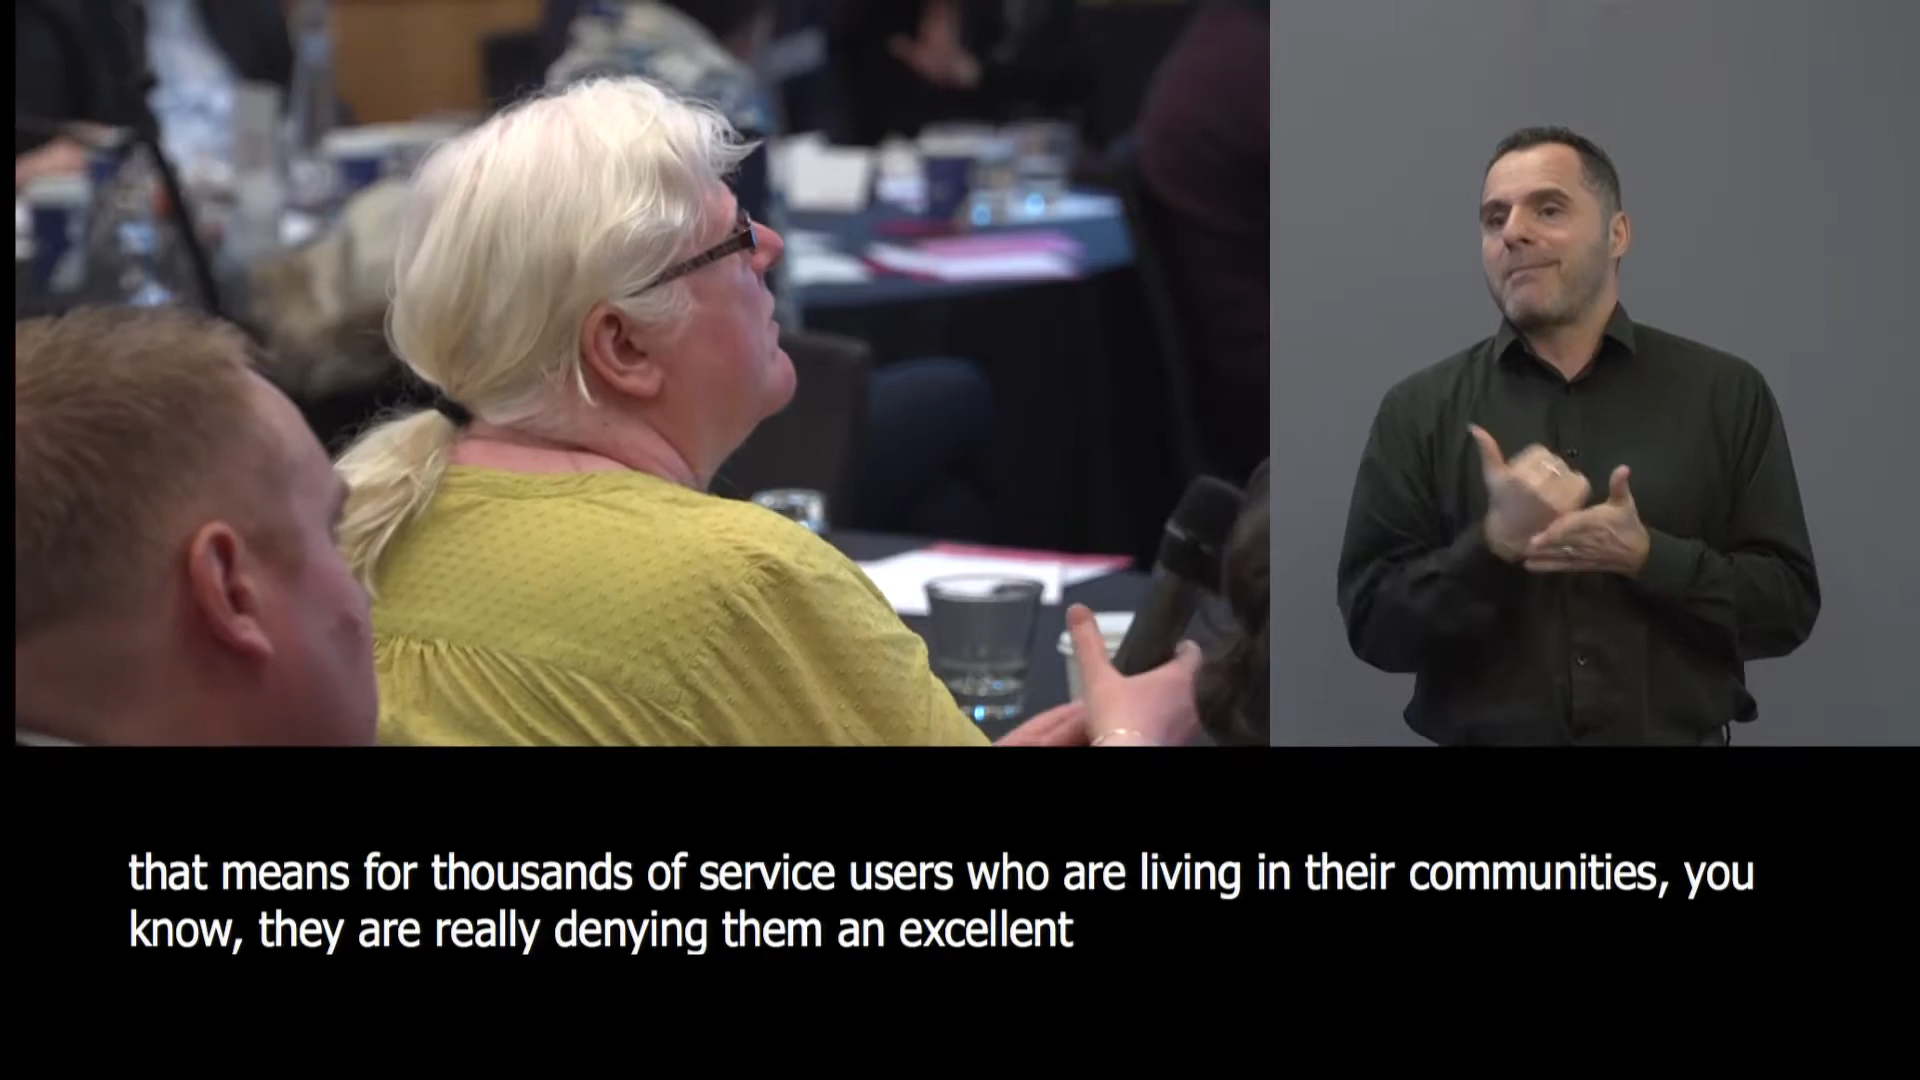 that means for thousands of service users who are living in their communities, you
know, they are really denying them an excellent